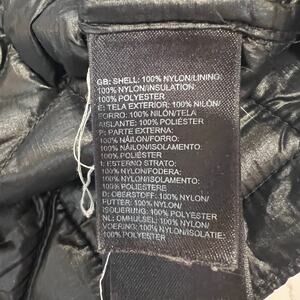 GB: SHELL: 100% NYLON/LINING:
100% NYLON/INSULATION:
100% POLYESTER
E: TELA EXTERIOR: 100% NILÓN/
FORRO: 100% NILÓN/TELA
AISLANTE: 100% POLIÉSTER
P: PARTE EXTERNA:
100% NÁILON/FORRO:
100% NÁILON/ISOLAMENTO:
100% POLIÉSTER
I: ESTERNO STRATO:
100% NYLON/FODERA:
100% NYLON/ISOLAMENTO:
100% POLIESTERE
D: OBERSTOFF: 100% NYLON/
FUTTER: 100% NYLON/
ISOLIERUNG: 100% POLYESTER
NL: OMHULSEL: 100% NYLON/
VOERING: 100% NYLON/ISOLATIE:
100% POLYESTER